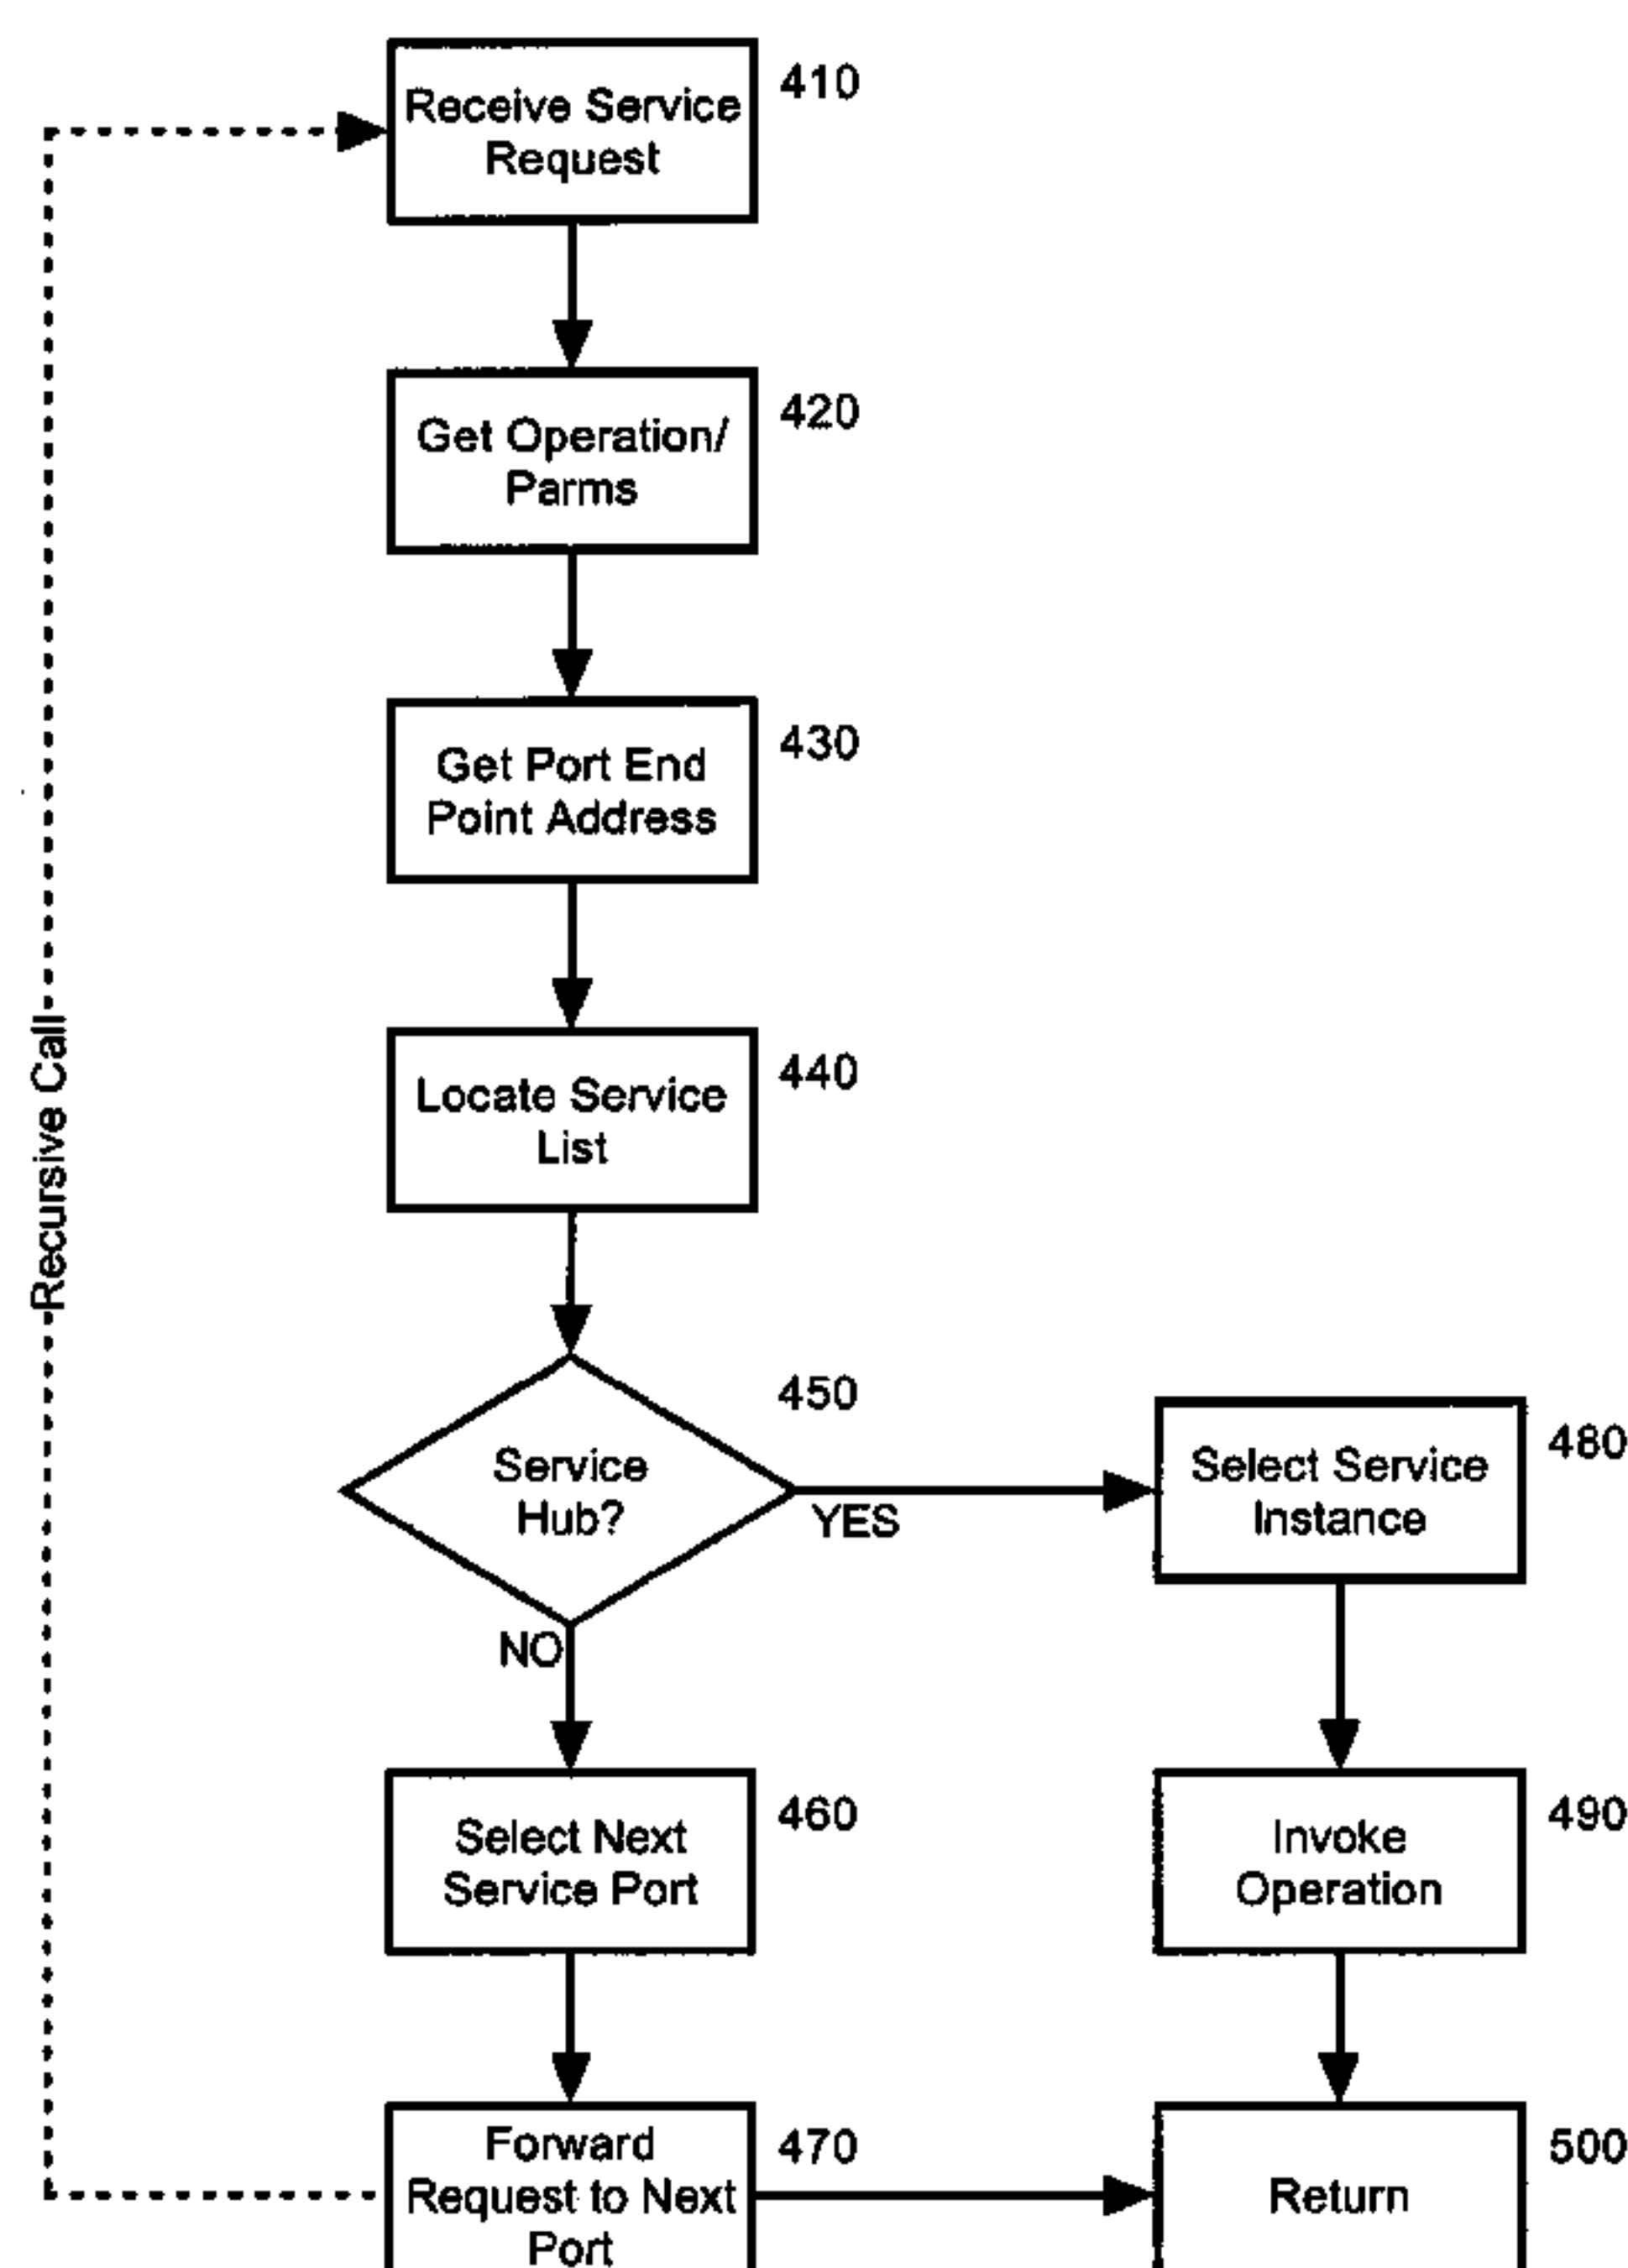 Receive Service
Request
410
Get Operation/
Parms
420
Get Port End
Point Address
430
Locate Service
List
440
Recursive Call
Service
Hub?
450
YES
NO
Select Service
Instance
480
Select Next
Service Port
460
Invoke
Operation
490
Forward
Request to Next
Port
470
Return
500